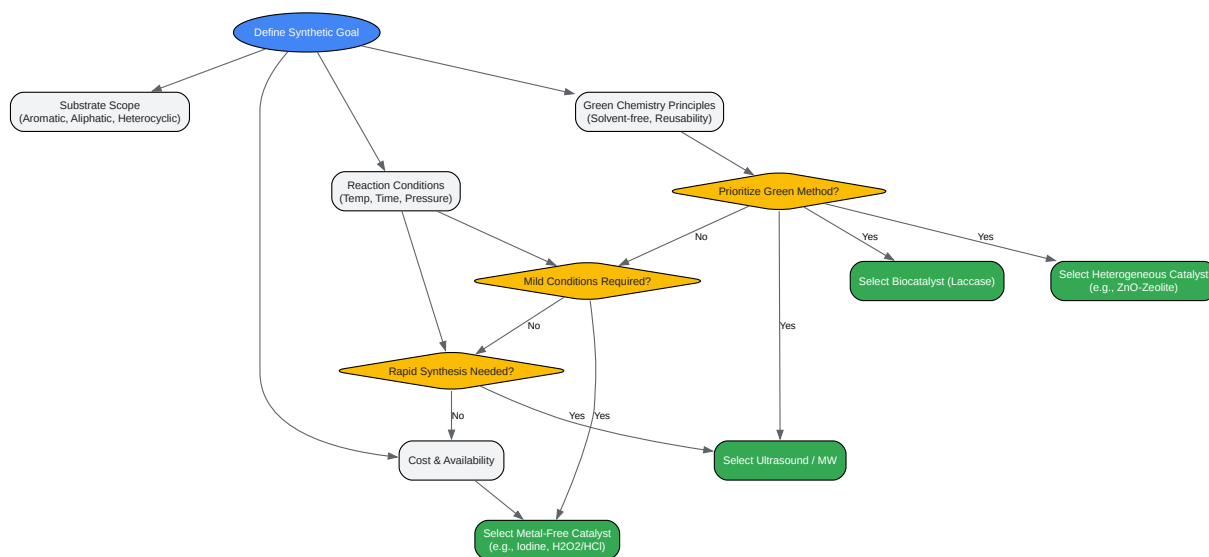 Define Synthetic Goal
Substrate Scope
(Aromatic, Aliphatic, Heterocyclic)
Green Chemistry Principles
(Solvent-free, Reusability)
Reaction Conditions
(Temp, Time, Pressure)
Prioritize Green Method?
No
Yes
Yes
Mild Conditions Required?
Select Biocatalyst (Laccase)
Select Heterogeneous Catalyst
(e.g., ZnO-Zeolite)
No
Yes
Rapid Synthesis Needed?
No
Yes
Yes
Cost & Availability
Select Ultrasound / MW
Select Metal-Free Catalyst
(e.g., Iodine, H2O2/HCl)